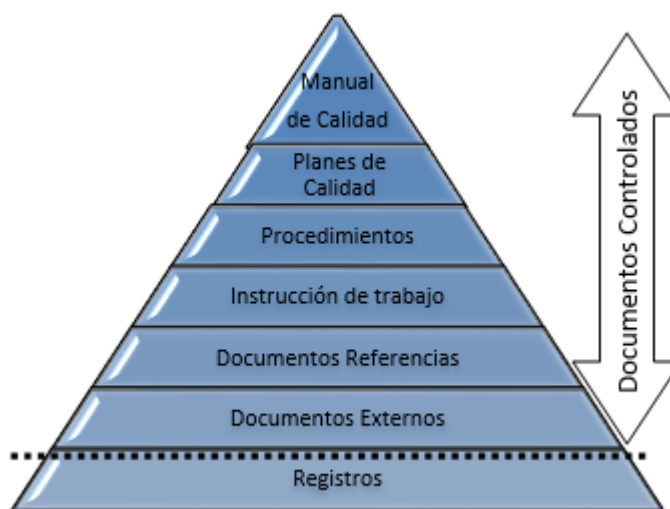 Manual
de Calidad
Planes de
Calidad
Procedimientos
Instrucción de trabajo
Documentos Referencias
Documentos Externos
Registros
Documentos Controlados